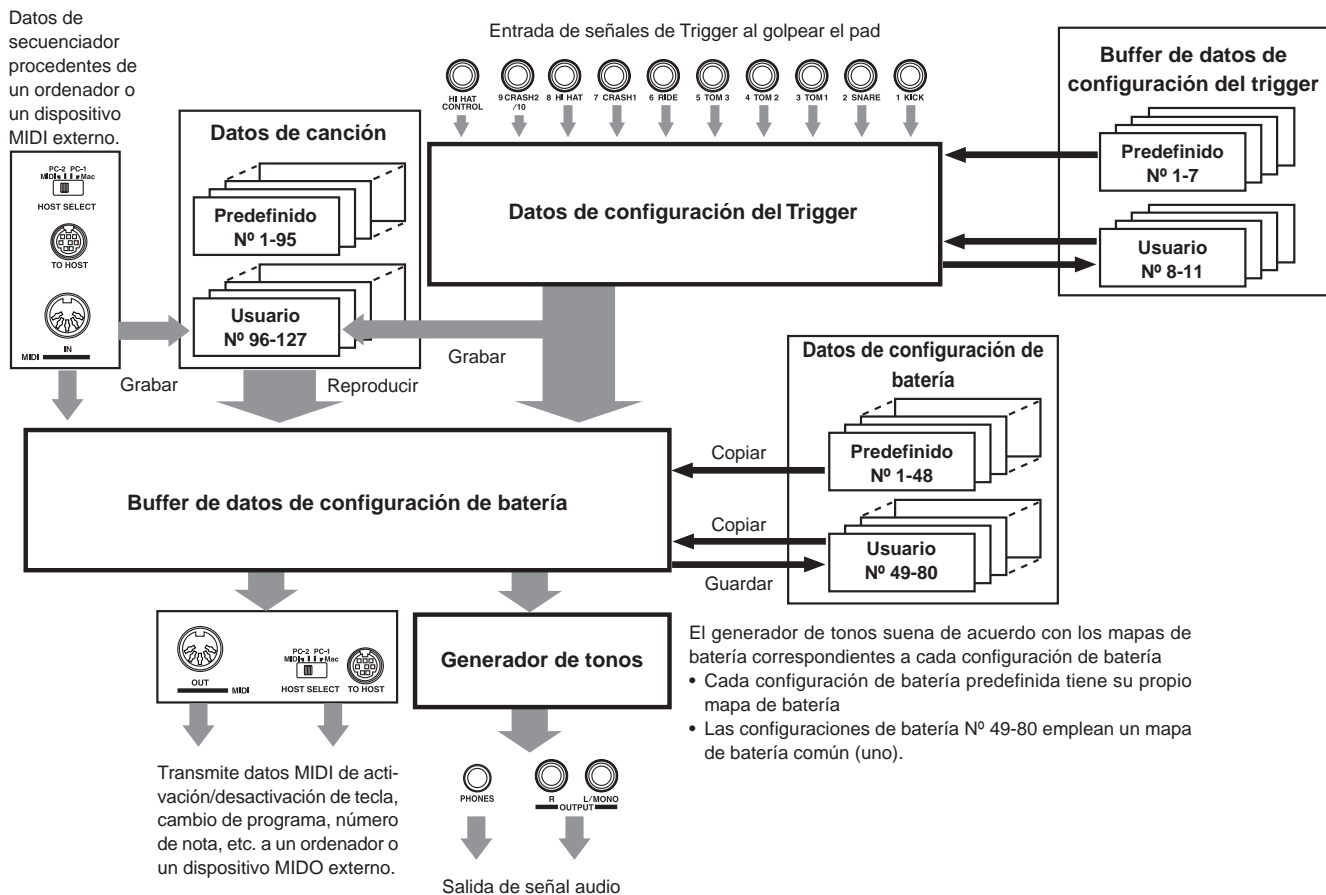 Datos de
secuenciador
procedentes de
un ordenador o
un dispositivo
MIDI externo.
Entrada de señales de Trigger al golpear el pad
HI HAT
CONTROL
9 CRASH2
/10
8 HI HAT
7 CRASH1
6 RIDE
5 TOM 3
4 TOM 2
3 TOM 1
2 SNARE
1 KICK
Buffer de datos de
configuración del trigger
Predefinido
Nº 1-7
Usuario
Nº 8-11
PC-2 PC-1
MIDI Mac
HOST SELECT
TO HOST
IN
MIDI
Datos de canción
Predefinido
Nº 1-95
Usuario
Nº 96-127
Datos de configuración del Trigger
Grabar
Reproducir
Grabar
Datos de configuración de
batería
Predefinido
Nº 1-48
Usuario
Nº 49-80
Copiar
Copiar
Guardar
Buffer de datos de configuración de batería
OUT
MIDI
PC-2 PC-1
MIDI Mac
HOST SELECT
TO HOST
Generador de tonos
El generador de tonos suena de acuerdo con los mapas de
batería correspondientes a cada configuración de batería
• Cada configuración de batería predefinida tiene su propio
mapa de batería
• Las configuraciones de batería Nº 49-80 emplean un mapa
de batería común (uno).
Transmite datos MIDI de acti-
vación/desactivación de tecla,
cambio de programa, número
de nota, etc. a un ordenador o
un dispositivo MIDO externo.
PHONES
R
L/MONO
OUTPUT
Salida de señal audio